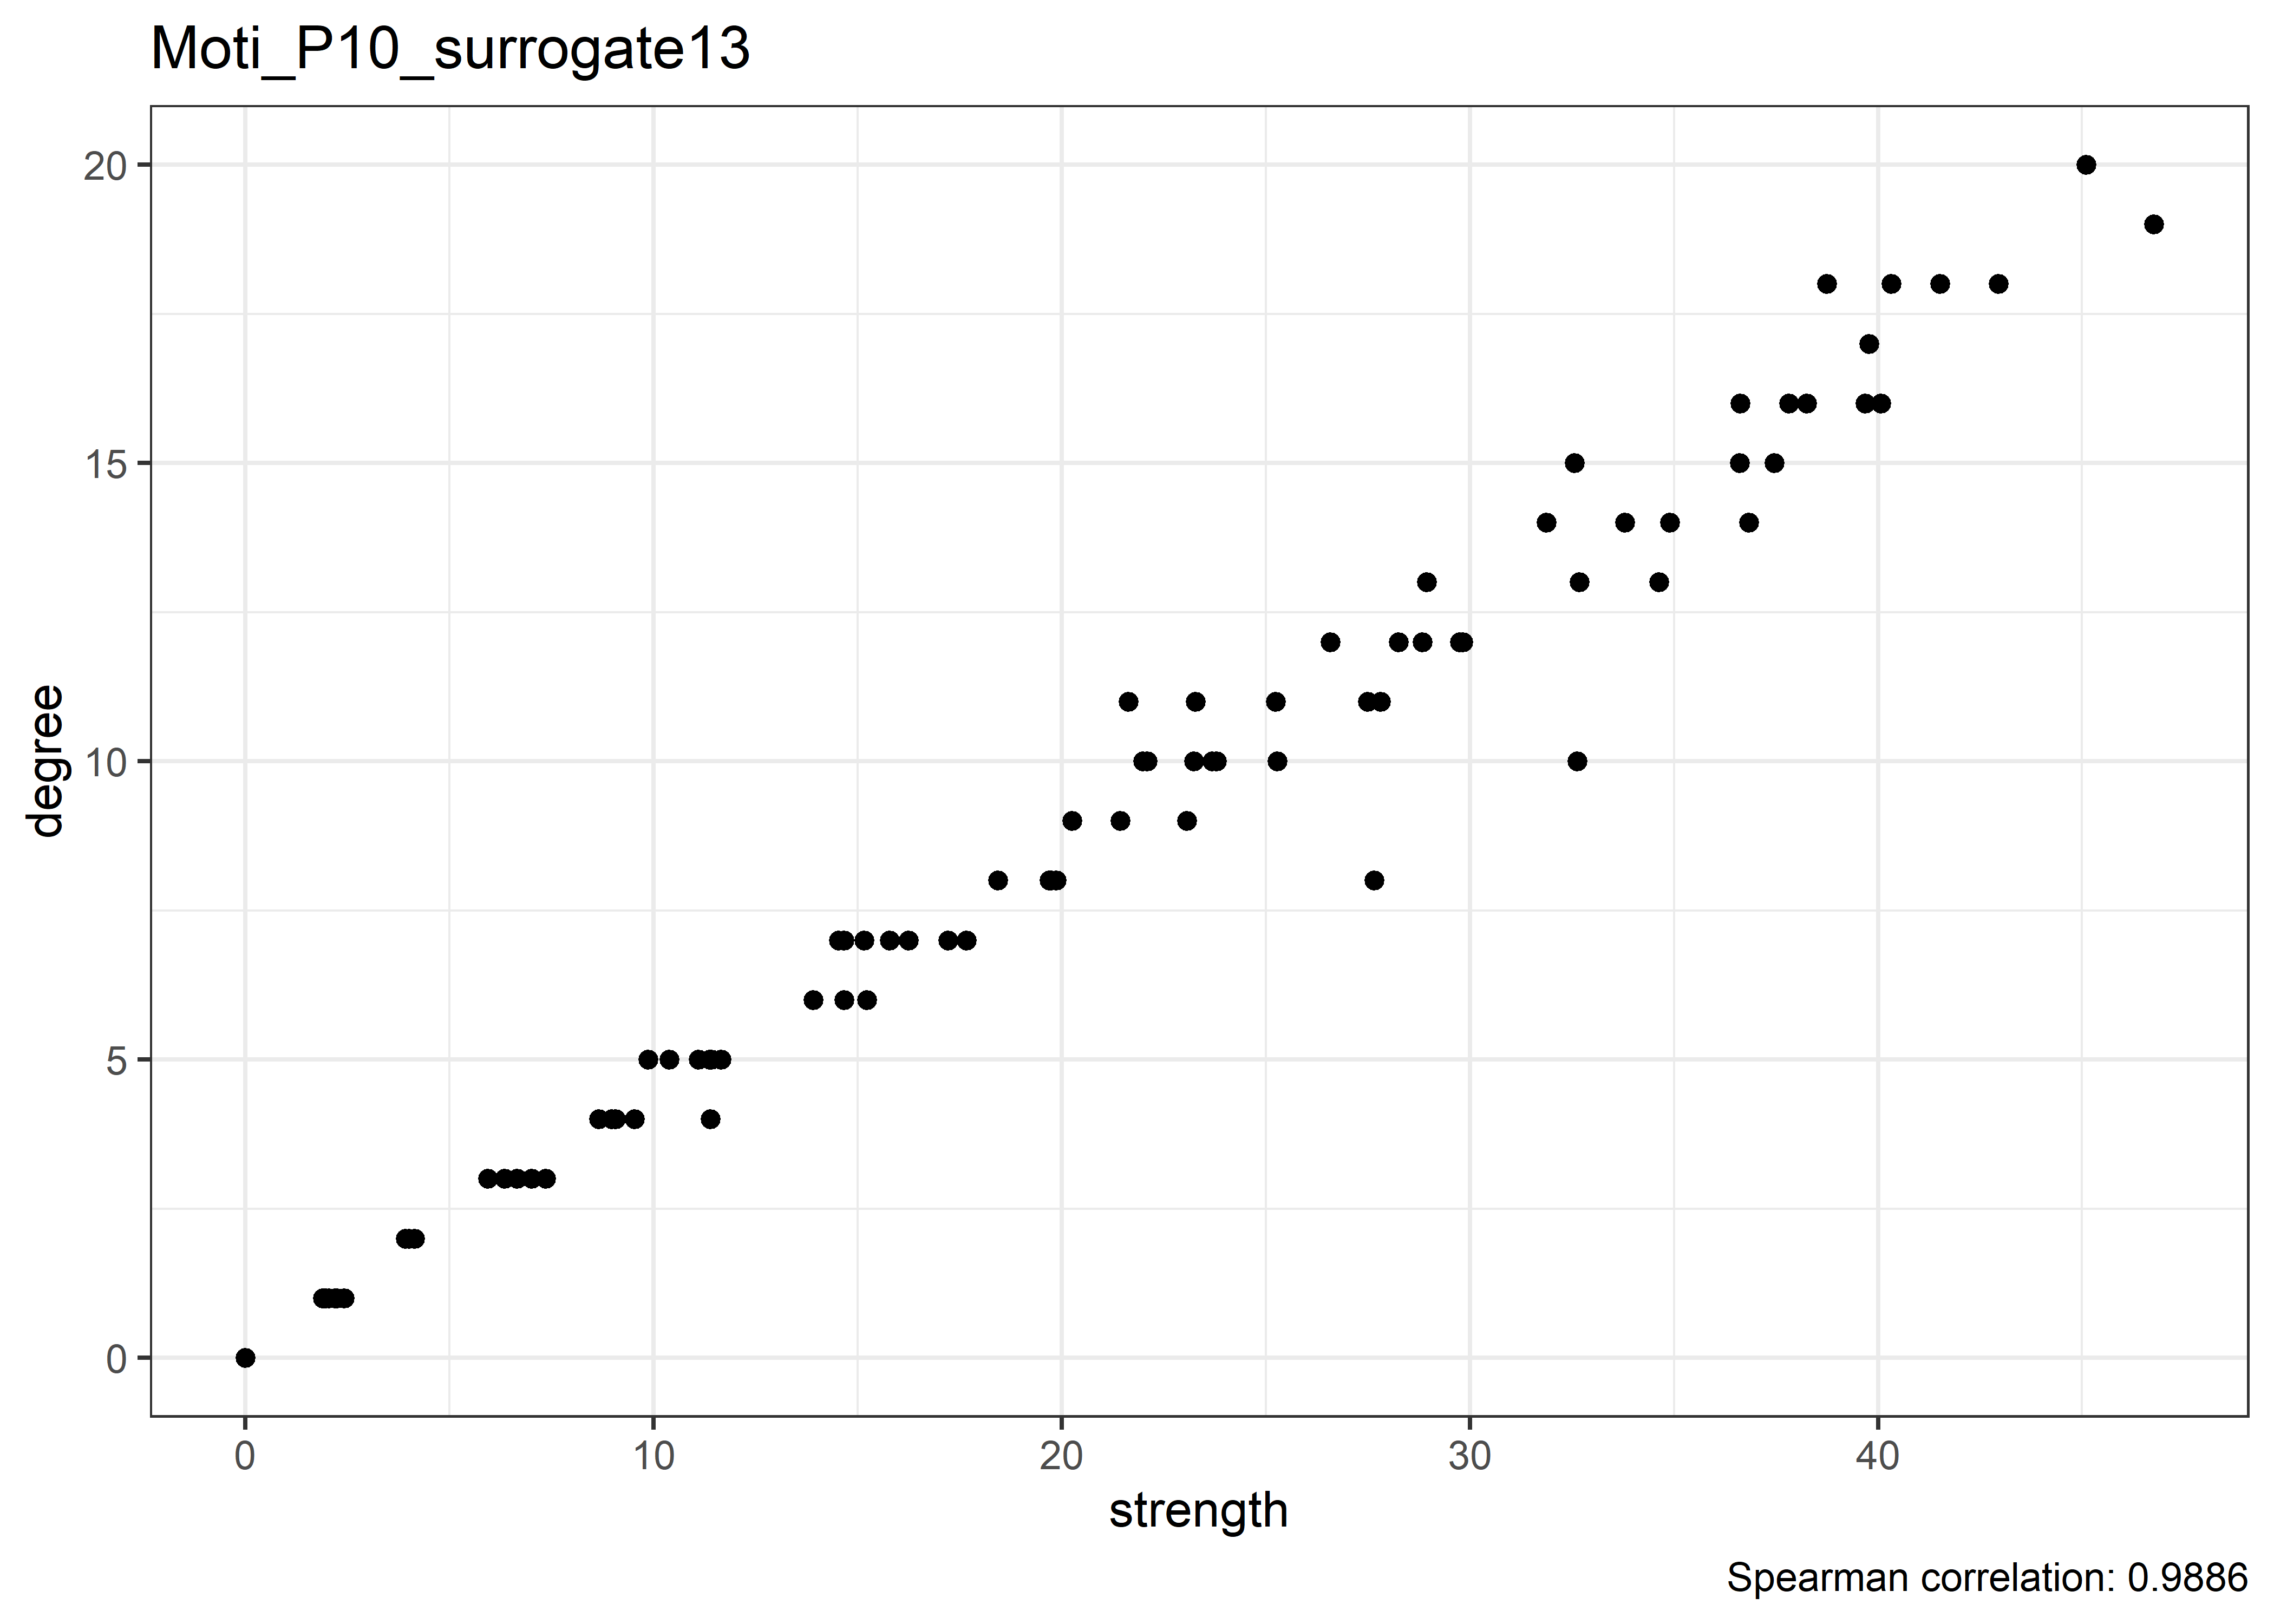 Moti_P10_surrogate13
20
15
10
5
0
degree
0 10 20 30 40
strength
Spearman correlation: 0.9886